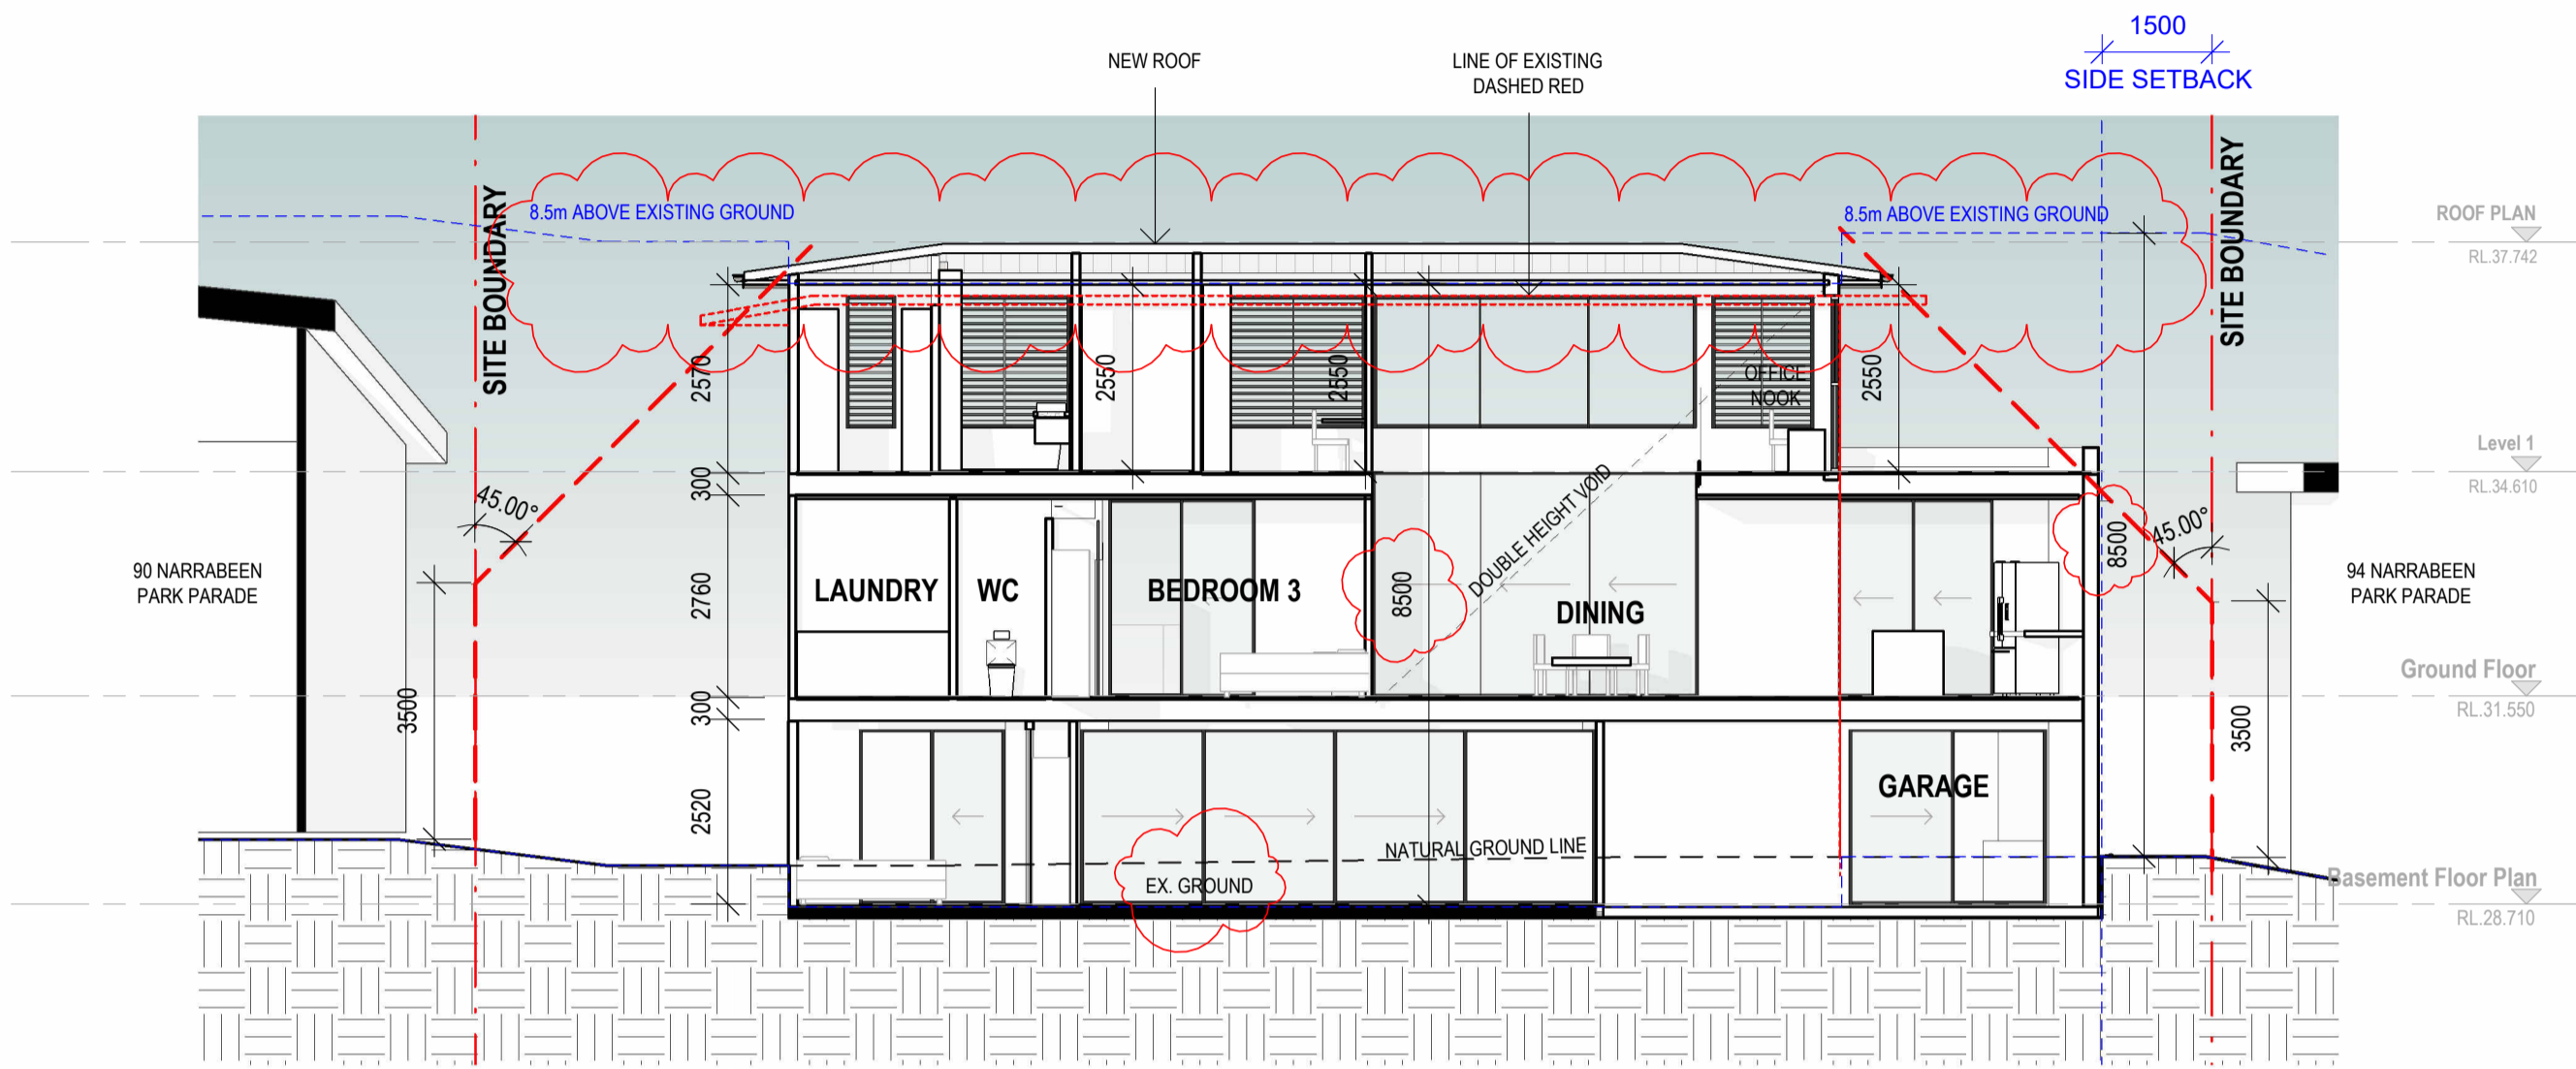 1500
SIDE SETBACK
NEW ROOF
LINE OF EXISTING
DASHED RED
SITE BOUNDARY
8.5m ABOVE EXISTING GROUND
8.5m ABOVE EXISTING GROUND
SITE BOUNDARY
ROOF PLAN
RL.37.742
2570
2550
2550
OFFICE
NOOK
2550
Level 1
RL.34.610
300
45.00°
DOUBLE HEIGHT VOID
8500
45.00°
90 NARRABEEN
PARK PARADE
2760
LAUNDRY
WC
BEDROOM 3
8500
DINING
94 NARRABEEN
PARK PARADE
Ground Floor
RL.31.550
3500
300
3500
2520
GARAGE
NATURAL GROUND LINE
EX. GROUND
Basement Floor Plan
RL.28.710